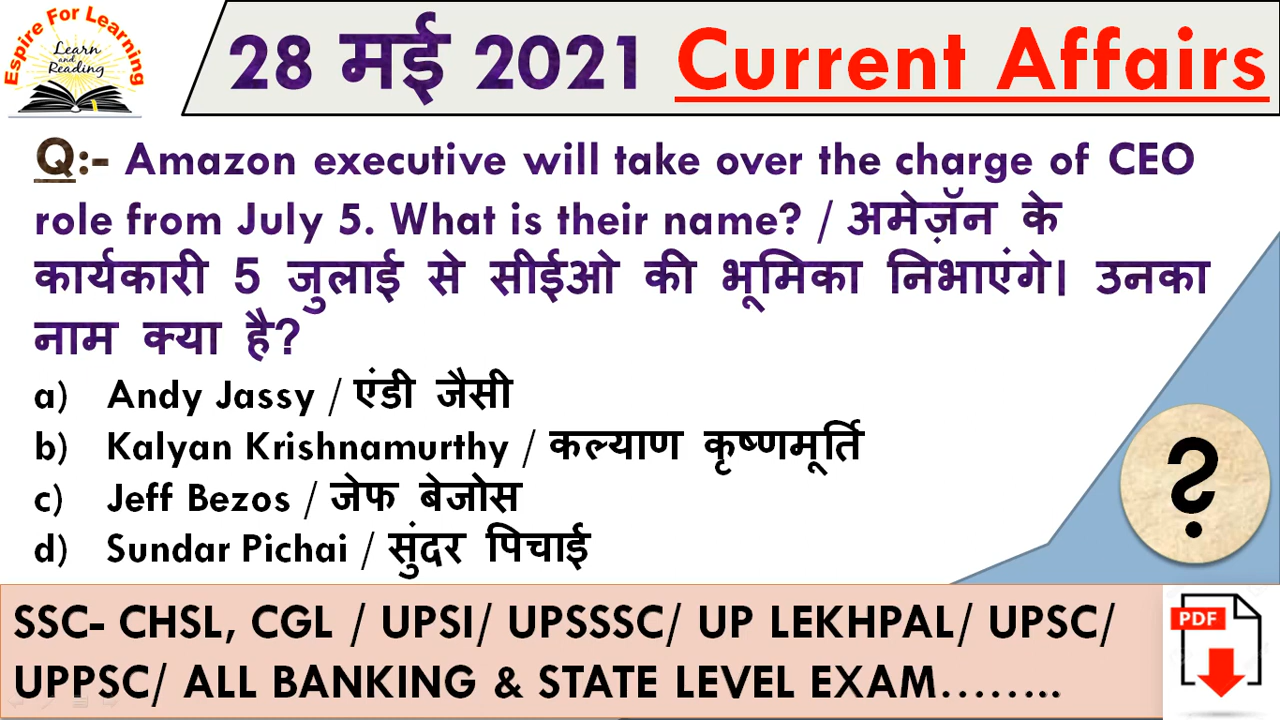 Espire For Learning
Learn
and
Reading
28 मई 2021 Current Affairs
Q:- Amazon executive will take over the charge of CEO
role from July 5. What is their name? / अमेज़ॅन के
कार्यकारी 5 जुलाई से सीईओ की भूमिका निभाएंगे। उनका
नाम क्या है?
a) Andy Jassy / एंडी जैसी
b) Kalyan Krishnamurthy / कल्याण कृष्णमूर्ति
c) Jeff Bezos / जेफ बेजोस
d) Sundar Pichai / सुंदर पिचाई
?
SSC- CHSL, CGL / UPSI/ UPSSSC/ UP LEKHPAL/ UPSC/
UPPSC/ ALL BANKING & STATE LEVEL EXAM……..
PDF